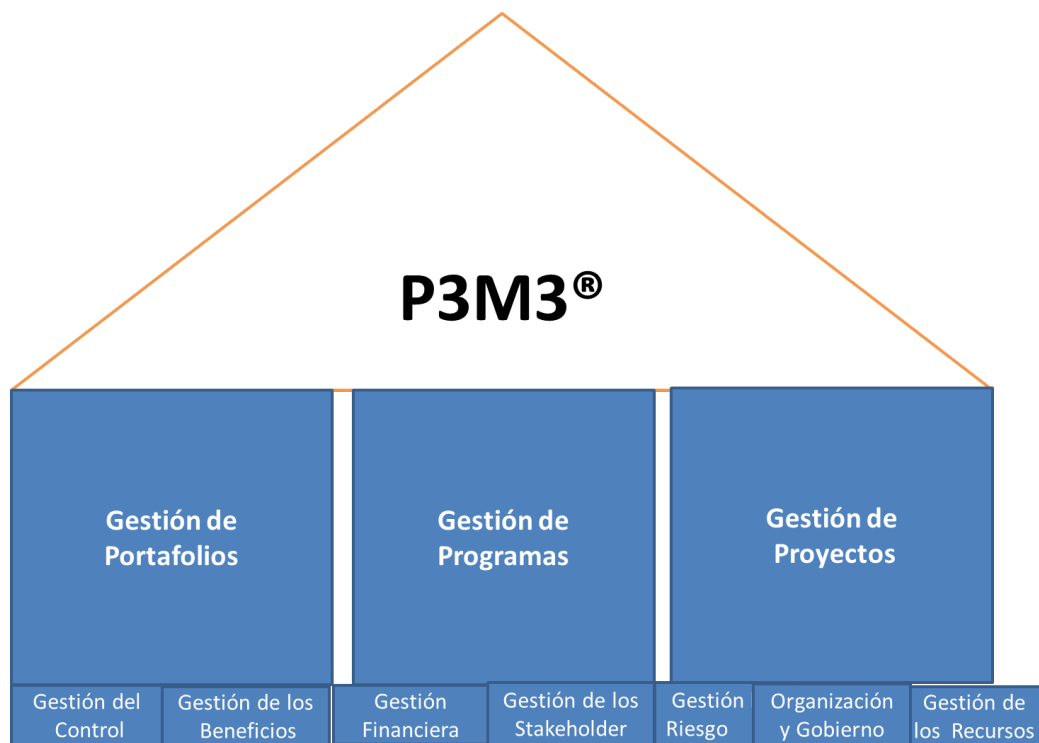 P3M3®
Gestión de
Portafolios
Gestión de
Programas
Gestión de
Proyectos
Gestión del
Control
Gestión de los
Beneficios
Gestión
Financiera
Gestión de los
Stakeholder
Gestión
Riesgo
Organización
y Gobierno
Gestión de
los Recursos